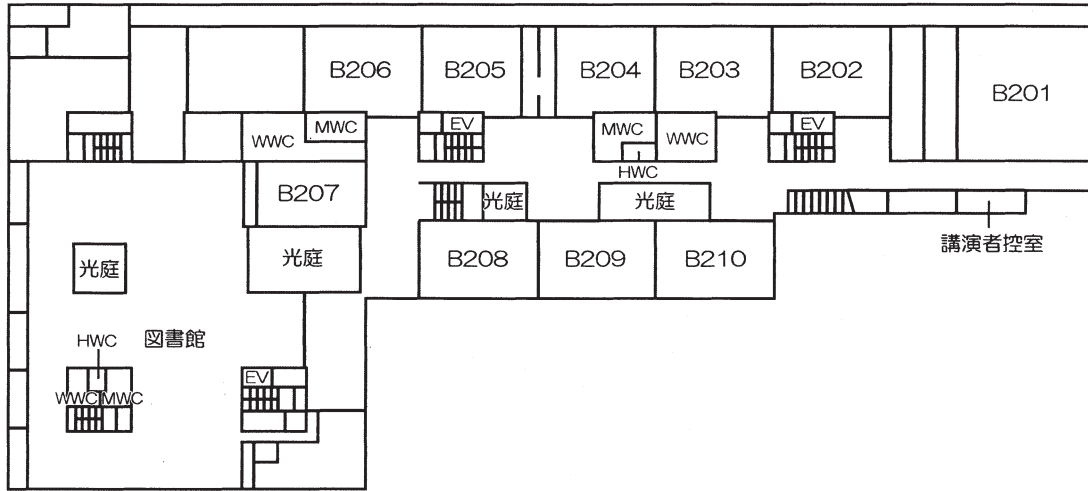 B206
B205
B204
B203
B202
B201
MWC
EV
MWC
EV
WWC
WWC
HWC
B207
光庭
光庭
講演者控室
光庭
光庭
B208
B209
B210
HWC
図書館
EV
WWC
MWC